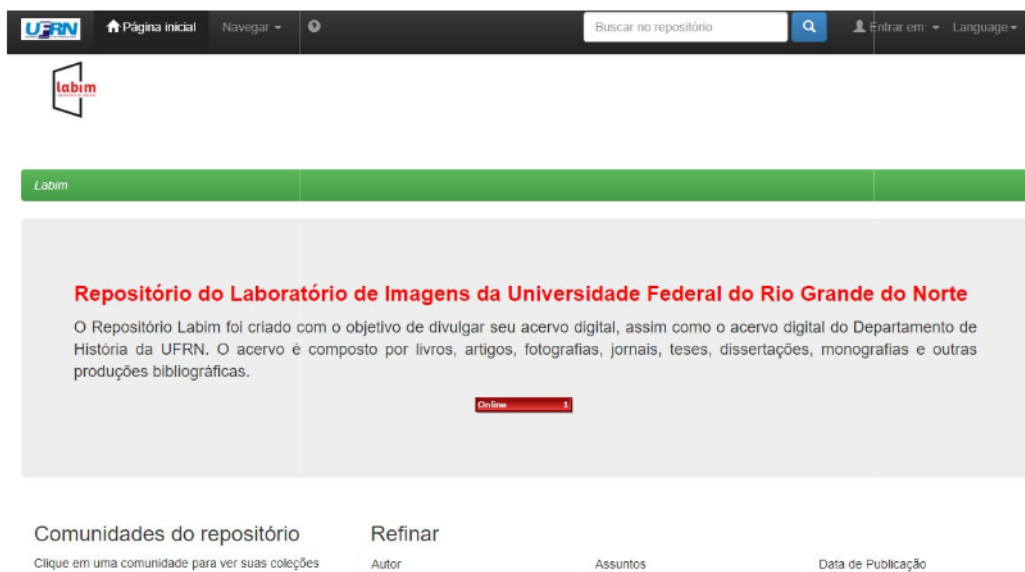 UFRN Página inicial Navegar Buscar no repositório Entrar em: Language
labim
Labim
Repositório do Laboratório de Imagens da Universidade Federal do Rio Grande do Norte
O Repositório Labim foi criado com o objetivo de divulgar seu acervo digital, assim como o acervo digital do Departamento de
História da UFRN. O acervo é composto por livros, artigos, fotografias, jornais, teses, dissertações, monografias e outras
produções bibliográficas.
Online 1
Comunidades do repositório Refinar
Clique em uma comunidade para ver suas coleções Autor Assuntos Data de Publicação